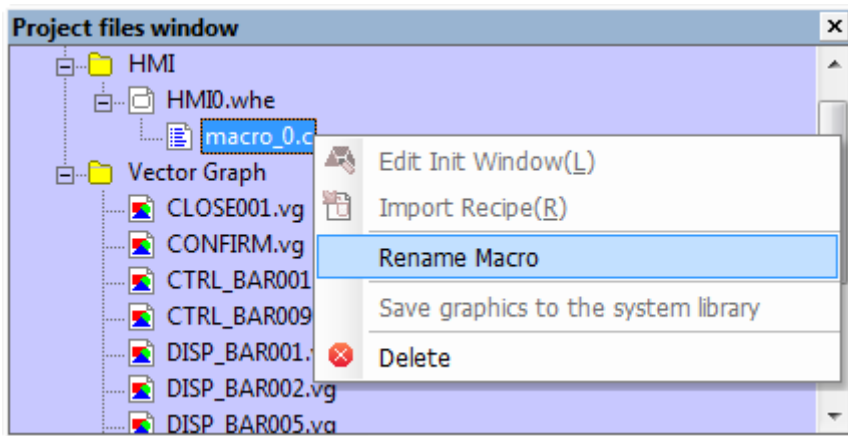 Project files window
HMI
HMI0.whe
macro_0.c
Edit Init Window(L)
Vector Graph
CLOSE001.vg
Import Recipe(R)
CONFIRM.vg
Rename Macro
CTRL_BAR001
CTRL_BAR009
Save graphics to the system library
DISP_BAR001.
Delete
DISP_BAR002.vg
DISP_BAR005.vg